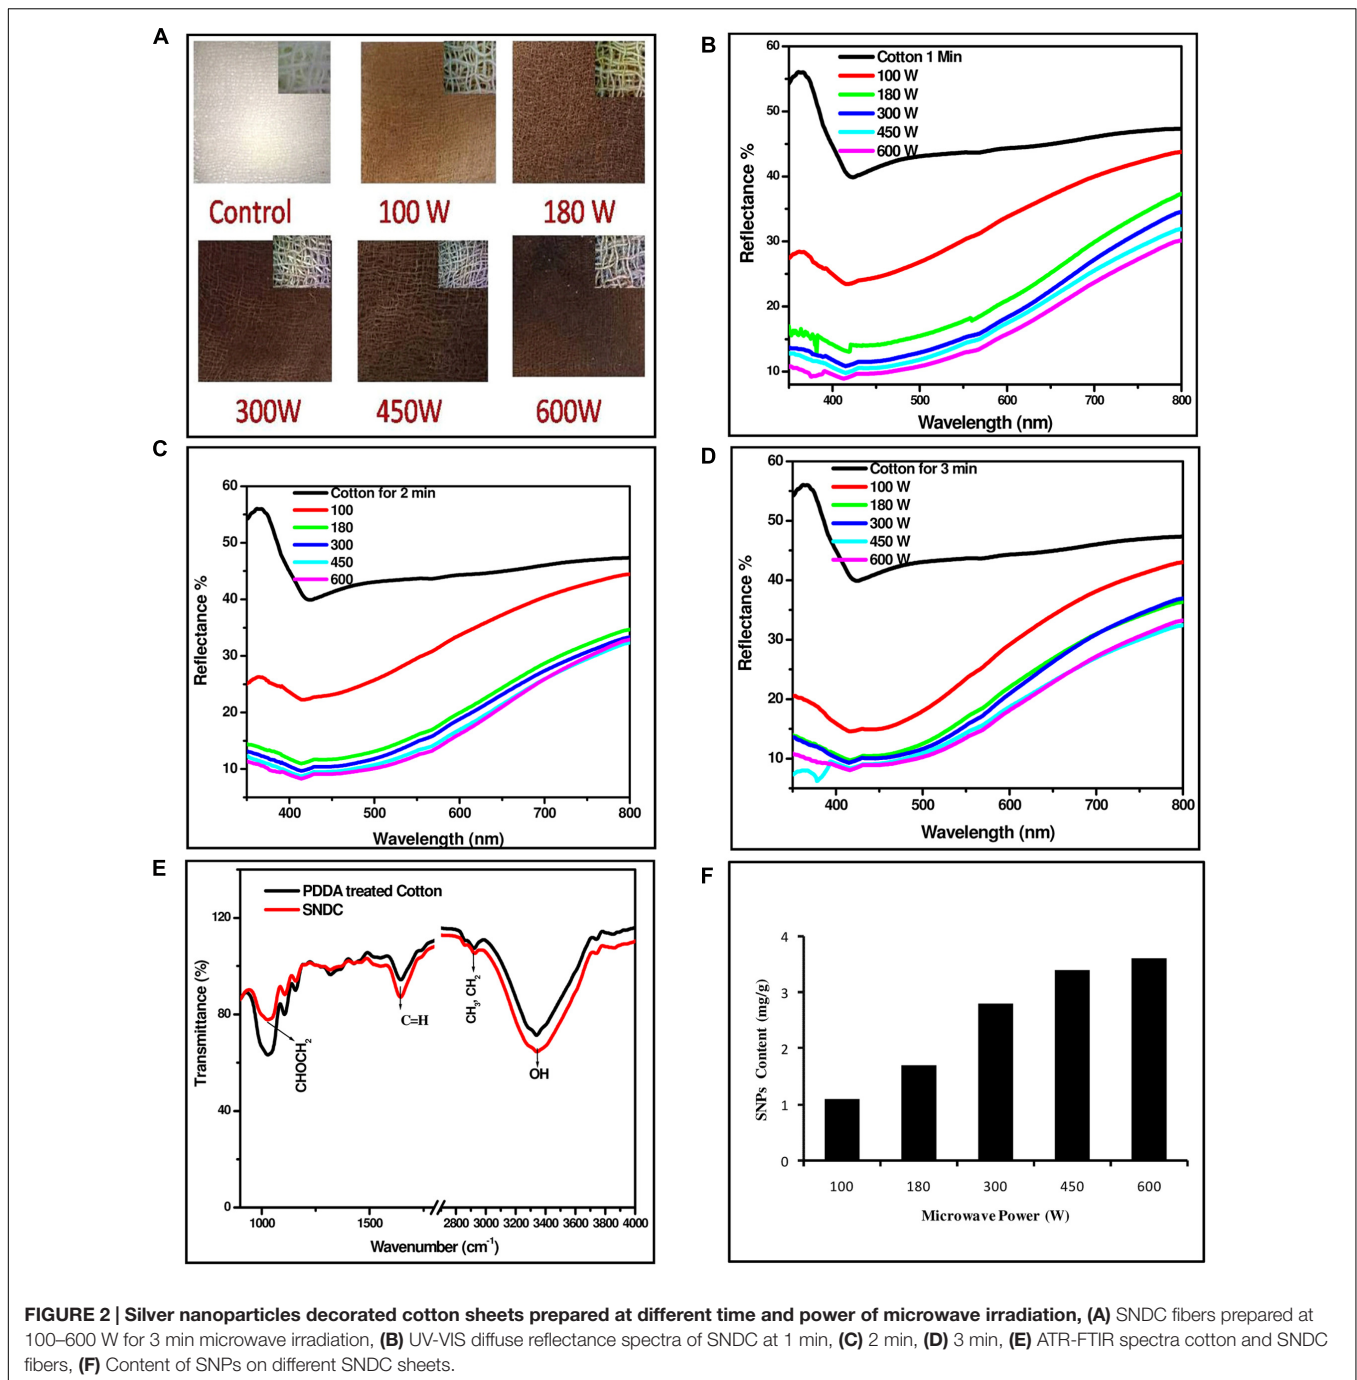 A
Control
100 W
180 W
300W
450W
600W
B
60
50
40
30
20
10
Reflectance %
Cotton 1 Min
100 W
180 W
300 W
450 W
600 W
400 500 600 700 800
Wavelength (nm)
C
60
50
40
30
20
10
Reflectance %
Cotton for 2 min
100
180
300
450
600
400 500 600 700 800
Wavelength (nm)
D
60
50
40
30
20
10
Reflectance %
Cotton for 3 min
100 W
180 W
300 W
450 W
600 W
400 500 600 700 800
Wavelength (nm)
E
120
80
40
0
Transmittance (%)
PDDA treated Cotton
SNDC
CHOCH2
C=H
CH3, CH2
OH
1000 1500 2800 3000 3200 3400 3600 3800 4000
Wavenumber (cm-1)
F
4
3
2
1
0
SNPs Content (mg/g)
100 180 300 450 600
Microwave Power (W)
FIGURE 2 | Silver nanoparticles decorated cotton sheets prepared at different time and power of microwave irradiation, (A) SNDC fibers prepared at
100–600 W for 3 min microwave irradiation, (B) UV-VIS diffuse reflectance spectra of SNDC at 1 min, (C) 2 min, (D) 3 min, (E) ATR-FTIR spectra cotton and SNDC
fibers, (F) Content of SNPs on different SNDC sheets.